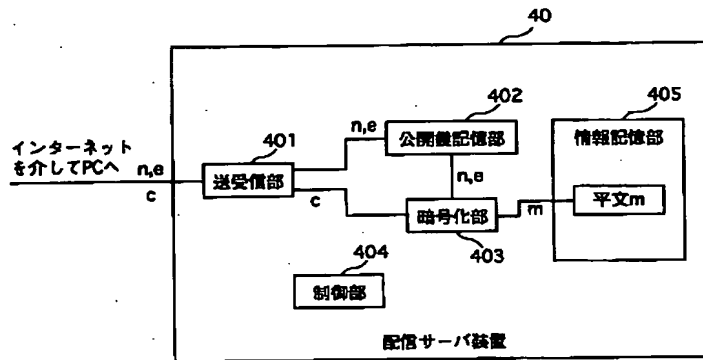 40
402
405
401
n,e
公開鍵記憶部
情報記憶部
インターネット
を介してPCへ
n,e
送受信部
n,e
c
c
暗号化部
m
平文m
404
403
制御部
配信サーバ装置